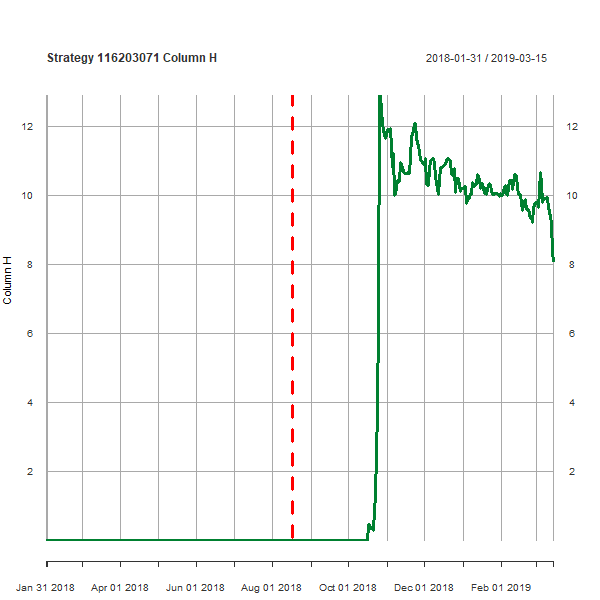 Strategy 116203071 Column H
2018-01-31 / 2019-03-15
Column H
12
12
10
10
8
8
6
6
4
4
2
2
Jan 31 2018
Apr 01 2018
Jun 01 2018
Aug 01 2018
Oct 01 2018
Dec 01 2018
Feb 01 2019